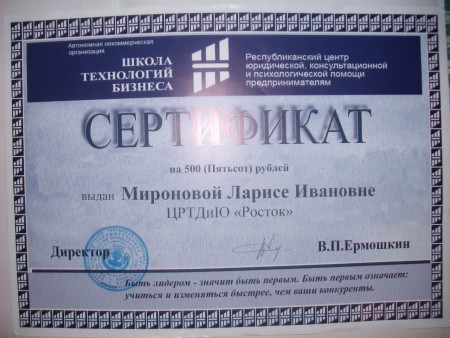 Автономная некоммерческая
организация
ШКОЛА
ТЕХНОЛОГИЙ
БИЗНЕСА
Республиканский центр
юридической, консультационной
и психологической помощи
предпринимателям
СЕРТИФИКАТ
на 500 (Пятьсот) рублей
выдан Мироновой Ларисе Ивановне
ЦРТДиЮ «Росток»
Директор В.П.Ермошкин
Быть лидером - значит быть первым. Быть первым означает:
учиться и изменяться быстрее, чем ваши конкуренты.